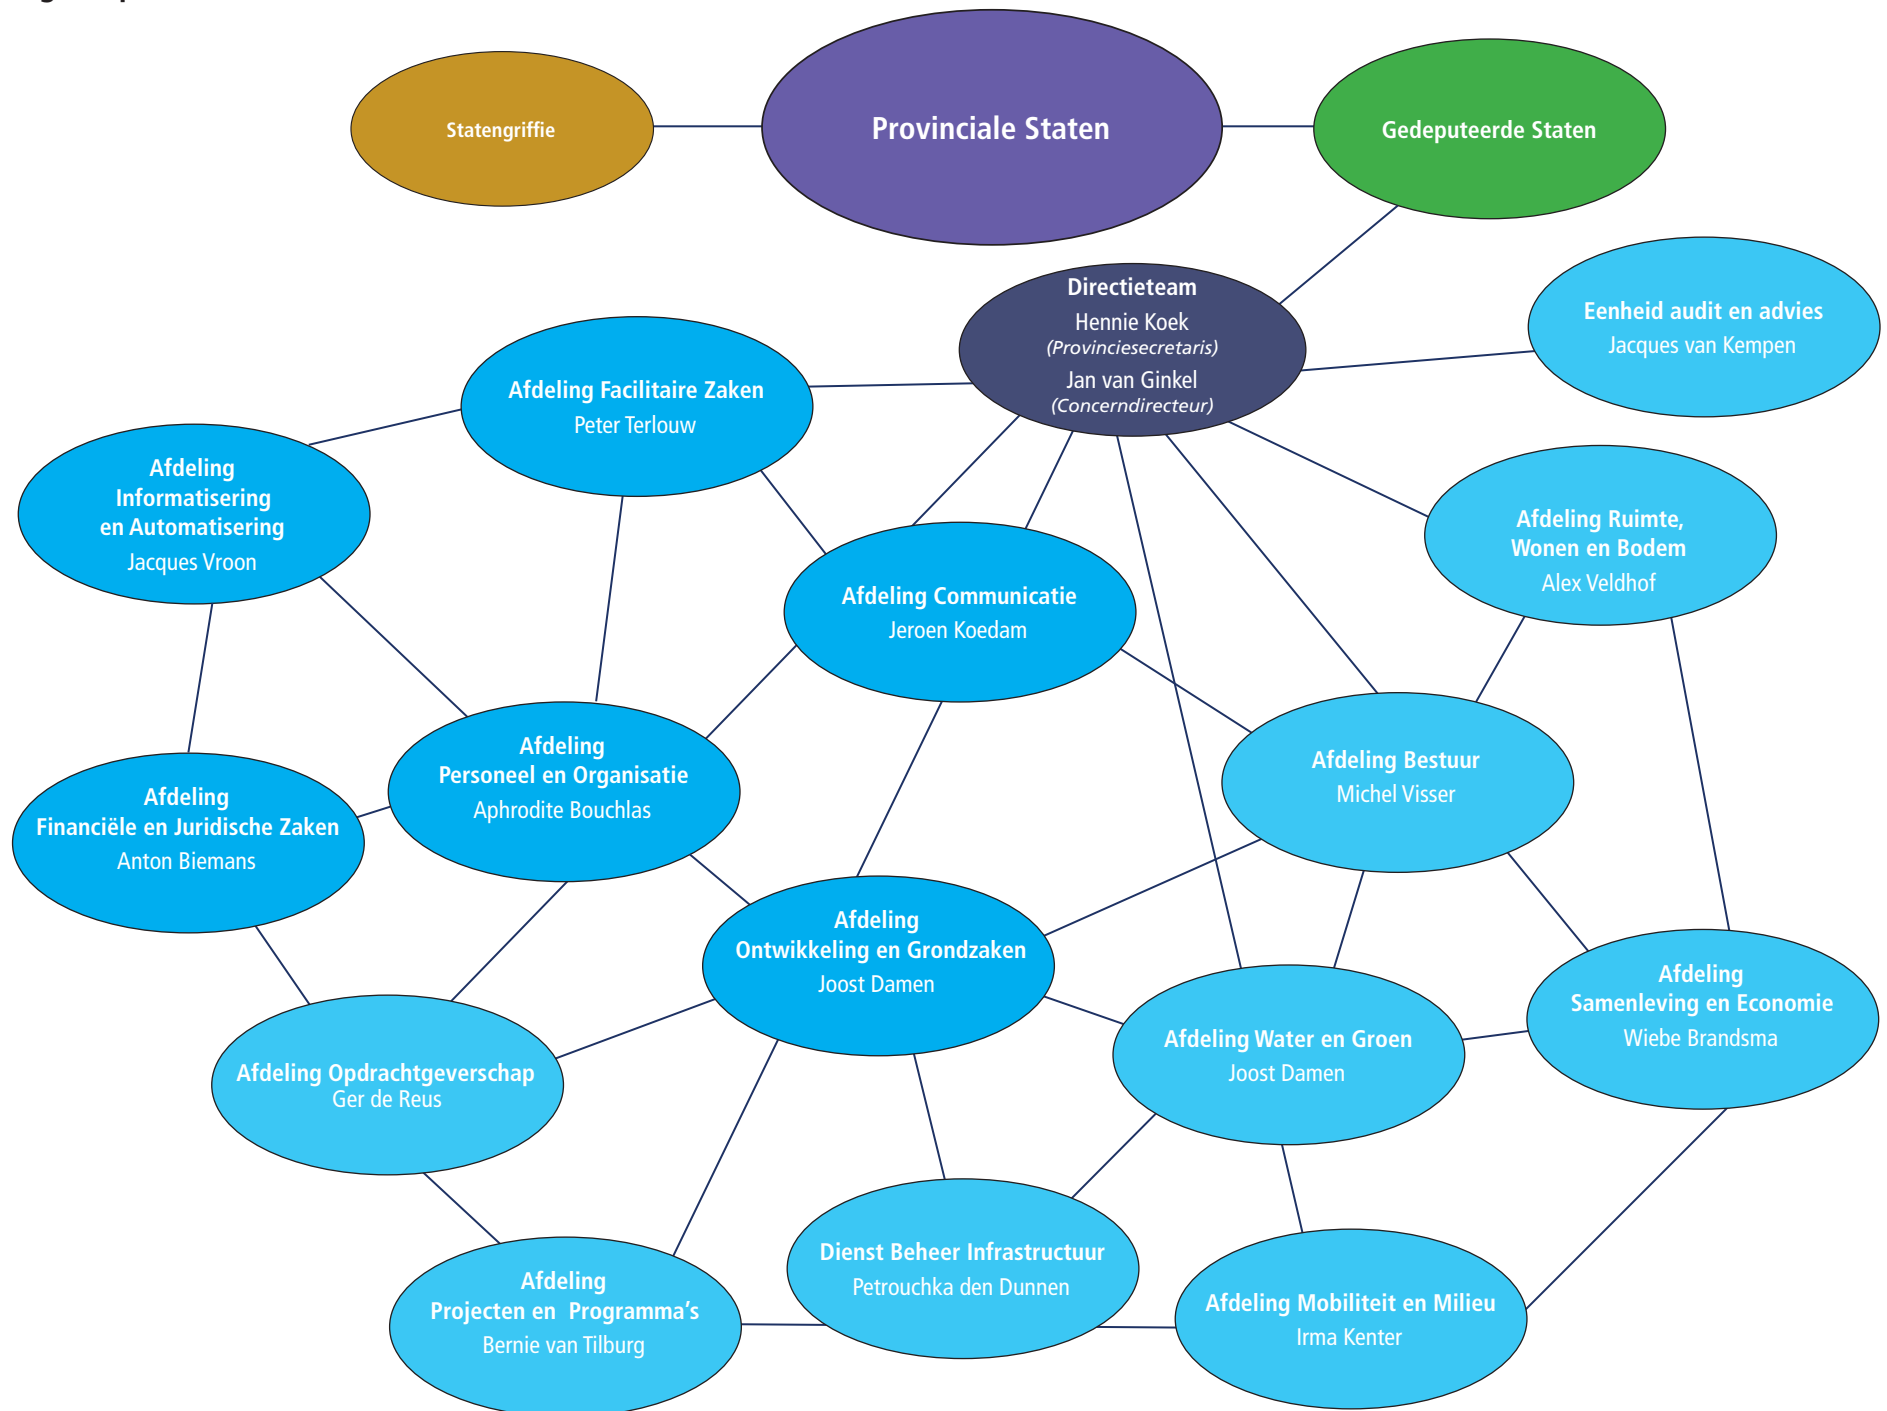 Statengriffie
Provinciale Staten
Gedeputeerde Staten
Directieteam
Hennie Koek
(Provinciesecretaris)
Jan van Ginkel
(Concerndirecteur)
Eenheid audit en advies
Jacques van Kempen
Afdeling Facilitaire Zaken
Peter Terlouw
Afdeling
Informatisering
en Automatisering
Jacques Vroon
Afdeling Ruimte,
Wonen en Bodem
Alex Veldhof
Afdeling Communicatie
Jeroen Koedam
Afdeling
Personeel en Organisatie
Aphrodite Bouchlas
Afdeling Bestuur
Michel Visser
Afdeling
Financiële en Juridische Zaken
Anton Biemans
Afdeling
Ontwikkeling en Grondzaken
Joost Damen
Afdeling
Samenleving en Economie
Wiebe Brandsma
Afdeling Water en Groen
Joost Damen
Afdeling Opdrachtgeverschap
Ger de Reus
Dienst Beheer Infrastructuur
Petrouchka den Dunnen
Afdeling
Projecten en  Programma’s
Bernie van Tilburg
Afdeling Mobiliteit en Milieu
Irma Kenter